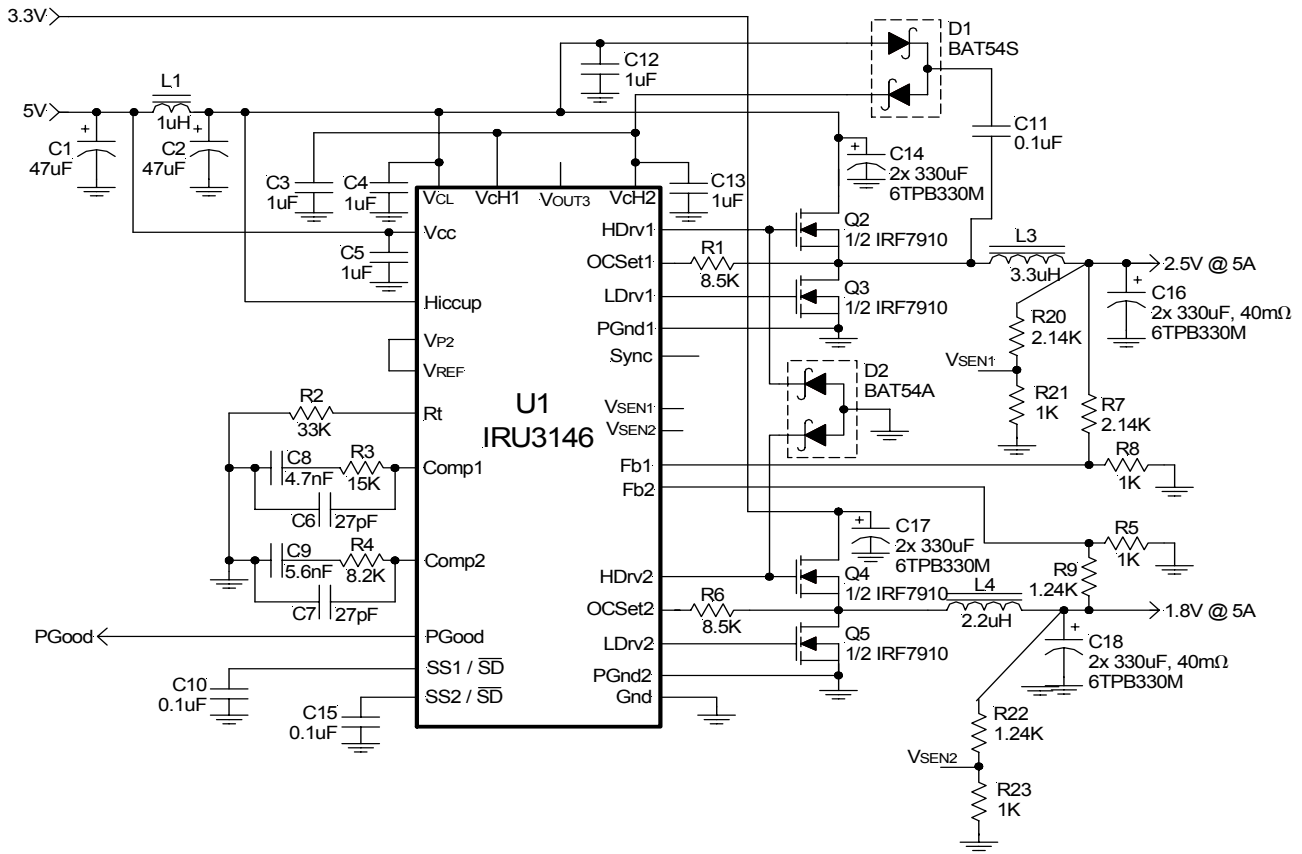 3.3V
D1
BAT54S
C12
1uF
L1
1uH
5V
C1
47uF
C2
47uF
C11
0.1uF
C3
1uF
C4
1uF
C13
1uF
C14
2x 330uF
6TPB330M
VCL
VcH1
VOUT3
VcH2
Vcc
C5
1uF
HDrv1
Q2
1/2 IRF7910
OCSet1
R1
8.5K
L3
3.3uH
2.5V @ 5A
Hiccup
LDrv1
Q3
1/2 IRF7910
C16
2x 330uF, 40mΩ
6TPB330M
PGnd1
R20
2.14K
VP2
Sync
VSEN1
VREF
D2
BAT54A
R21
1K
R7
2.14K
R2
33K
Rt
U1
IRU3146
VSEN1
VSEN2
C8
4.7nF
R3
15K
Comp1
Fb1
R8
1K
Fb2
C6
27pF
C17
2x 330uF
6TPB330M
R5
1K
C9
5.6nF
R4
8.2K
Comp2
HDrv2
Q4
1/2 IRF7910
R9
1.24K
C7
27pF
OCSet2
R6
8.5K
L4
2.2uH
1.8V @ 5A
PGood
PGood
LDrv2
Q5
1/2 IRF7910
C18
2x 330uF, 40mΩ
6TPB330M
SS1 / SD
PGnd2
C10
0.1uF
SS2 / SD
Gnd
C15
0.1uF
R22
1.24K
VSEN2
R23
1K